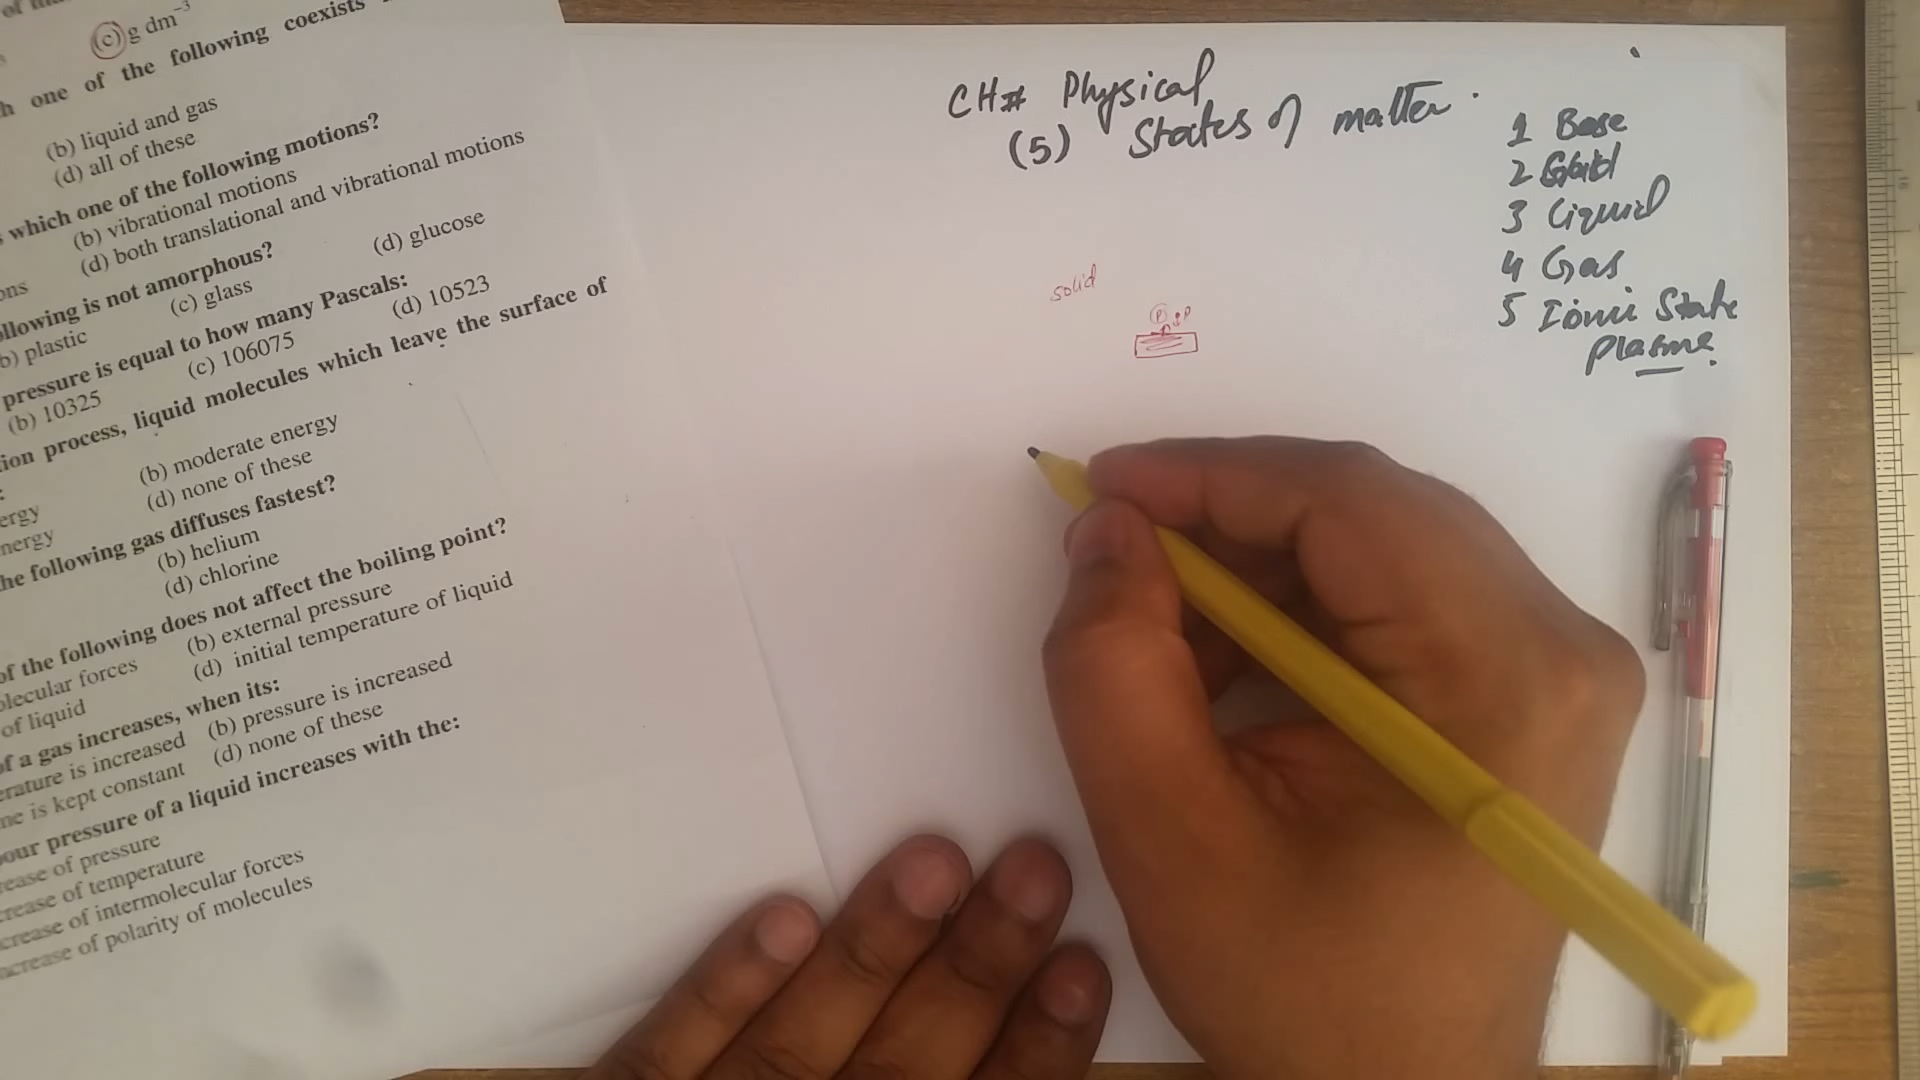 (c) g dm⁻³
one of the following coexists
(b) liquid and gas
(d) all of these
which one of the following motions?
(b) vibrational motions
(d) both translational and vibrational motions
ons
llowing is not amorphous?
b) plastic (c) glass (d) glucose
pressure is equal to how many Pascals:
(b) 10325 (c) 106075 (d) 10523
ion process, liquid molecules which leave the surface of
:
ergy (b) moderate energy
nergy (d) none of these
he following gas diffuses fastest?
(b) helium
(d) chlorine
of the following does not affect the boiling point?
olecular forces (b) external pressure
of liquid (d) initial temperature of liquid
of a gas increases, when its:
erature is increased (b) pressure is increased
me is kept constant (d) none of these
pour pressure of a liquid increases with the:
rease of pressure
crease of temperature
crease of intermolecular forces
ncrease of polarity of molecules
CH# Physical
(5) States of matter.
1 Base
2
3 Liquid
4 Gas
5 Ionic State
Plasma.
solid
P P